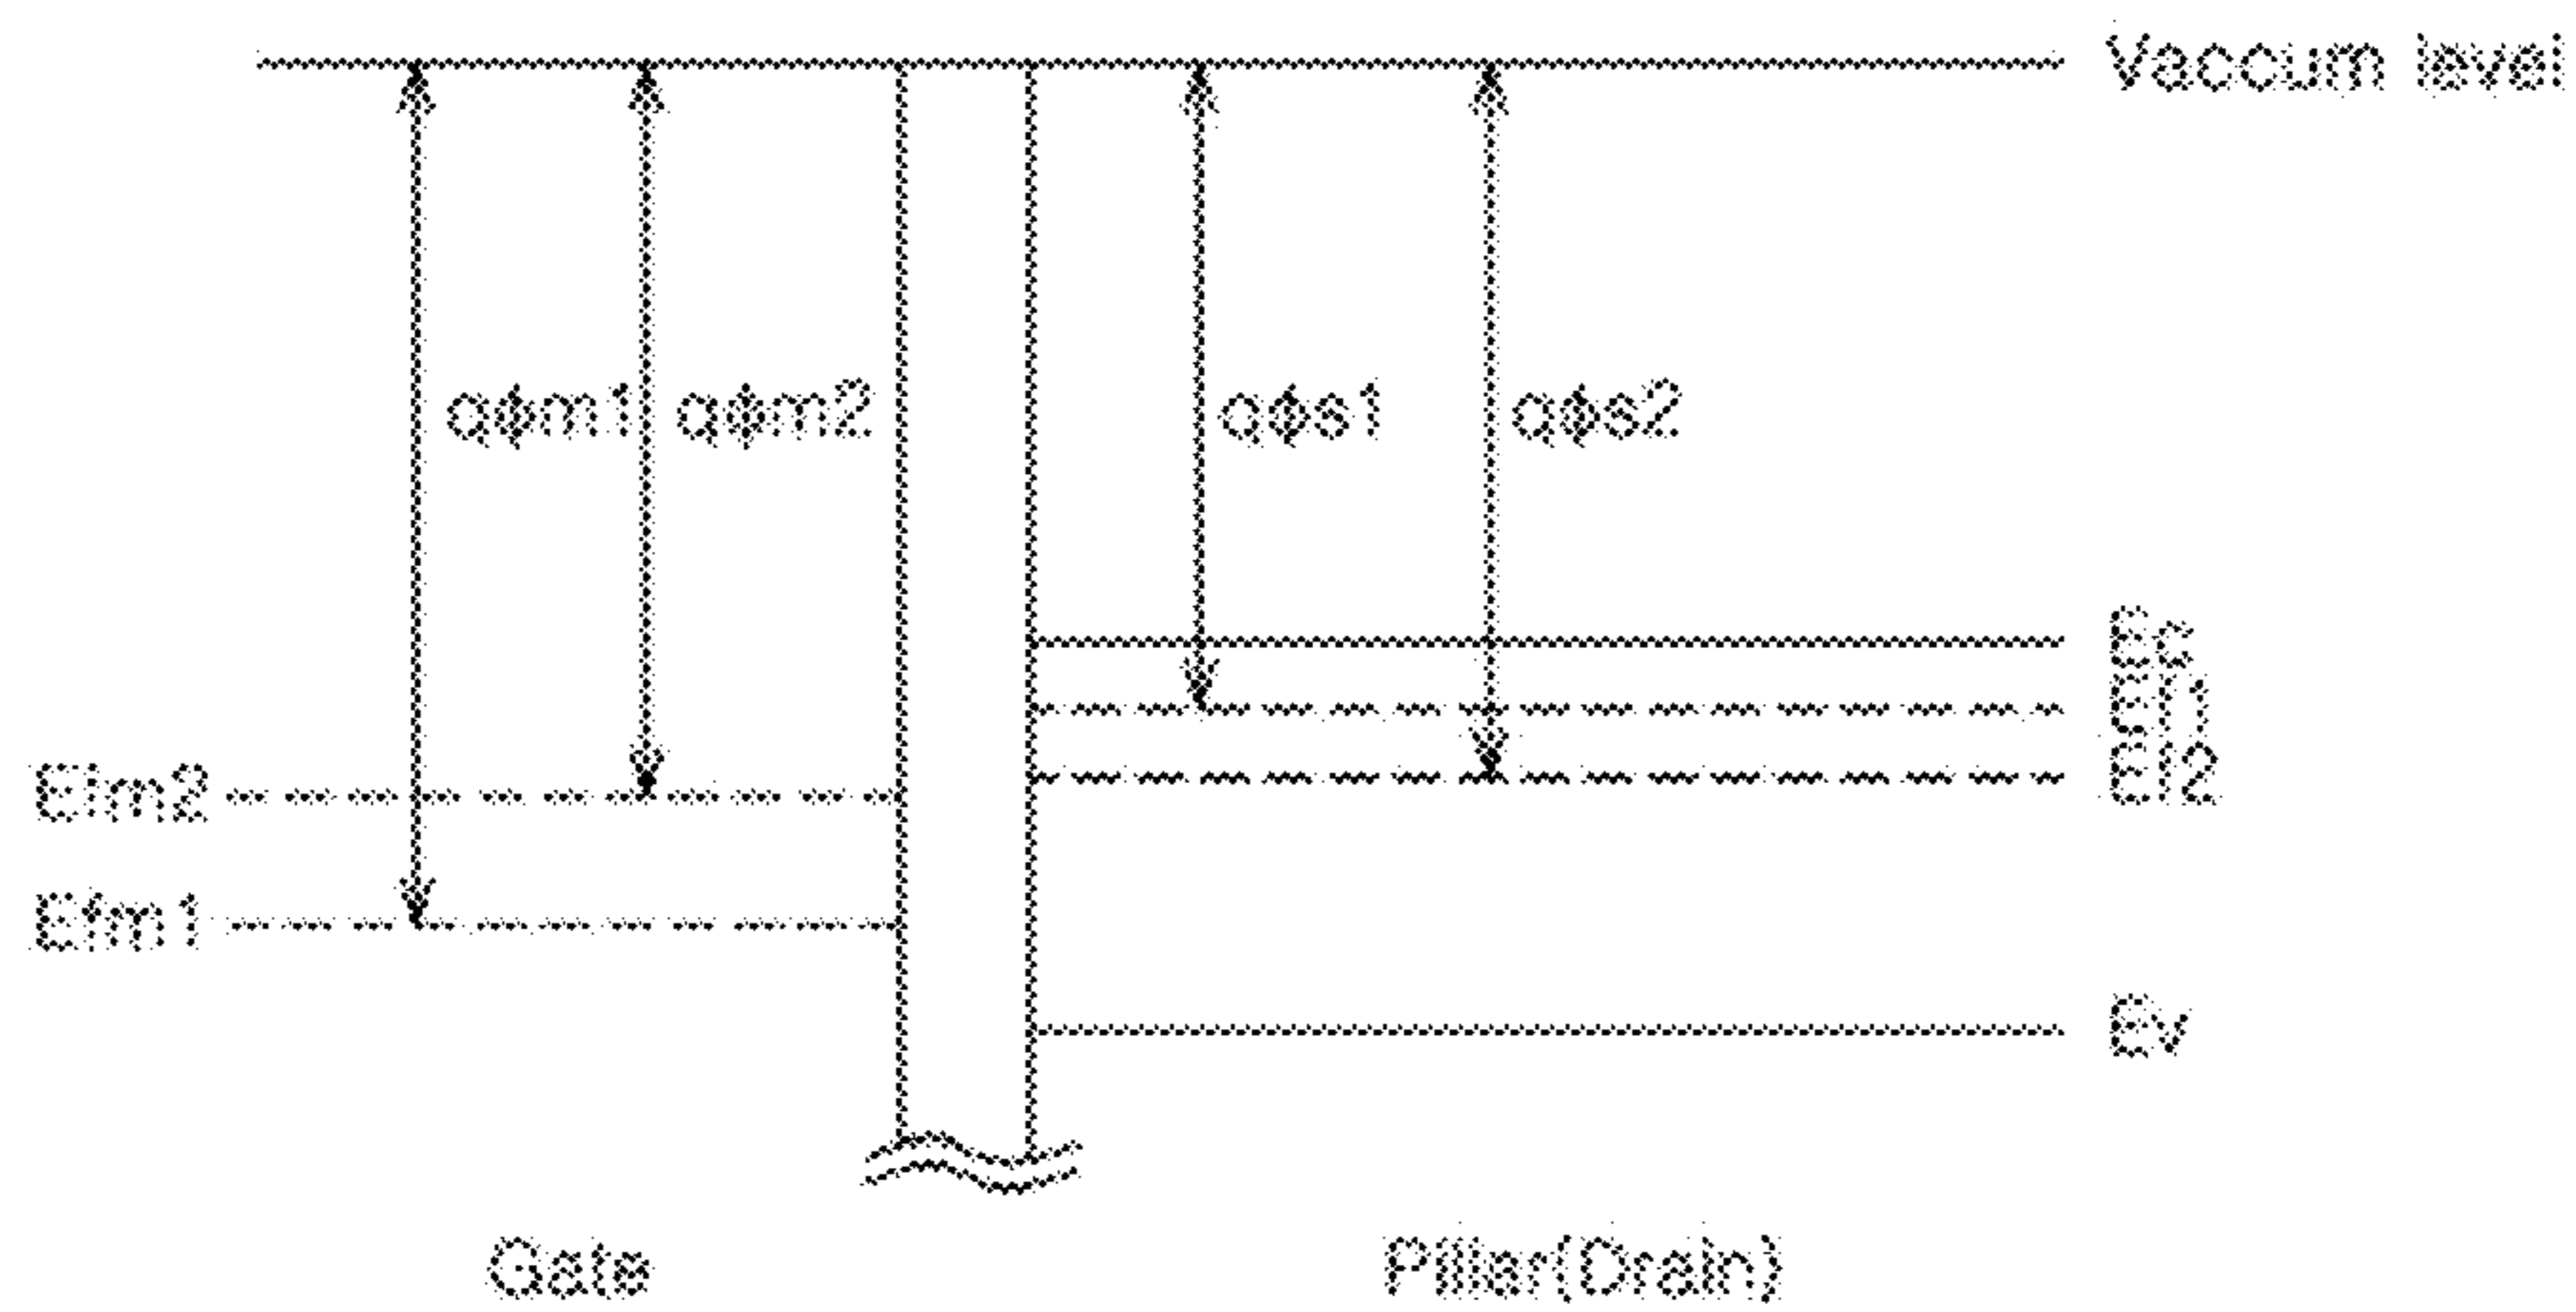 Vaccum level
qϕm1 qϕm2 qϕs1 qϕs2
Ec
Ef1
Efm2 Ef2
Efm1
Ev
Gate Pillar(Drain)